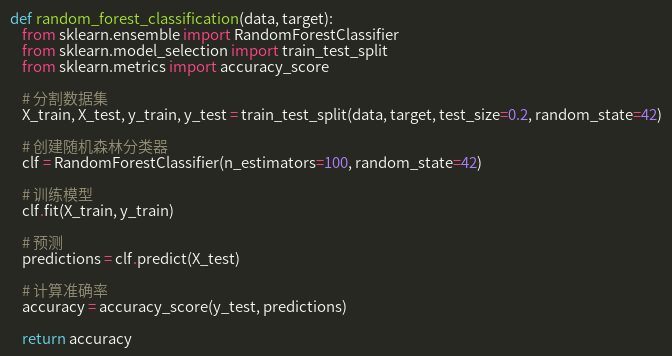 def random_forest_classification(data, target):
from sklearn.ensemble import RandomForestClassifier
from sklearn.model_selection import train_test_split
from sklearn.metrics import accuracy_score
# 分割数据集
X_train, X_test, y_train, y_test = train_test_split(data, target, test_size=0.2, random_state=42)
# 创建随机森林分类器
clf = RandomForestClassifier(n_estimators=100, random_state=42)
# 训练模型
clf.fit(X_train, y_train)
# 预测
predictions = clf.predict(X_test)
# 计算准确率
accuracy = accuracy_score(y_test, predictions)
return accuracy